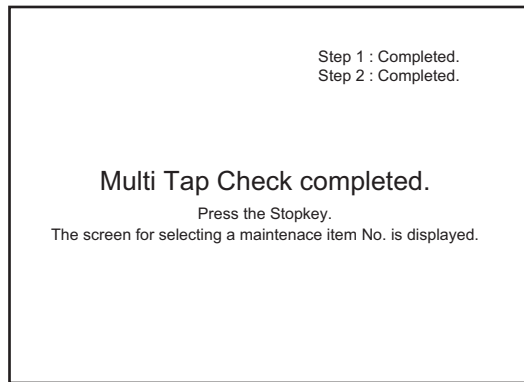 Step 1 : Completed.
Step 2 : Completed.
Multi Tap Check completed.
Press the Stopkey.
The screen for selecting a maintenace item No. is displayed.